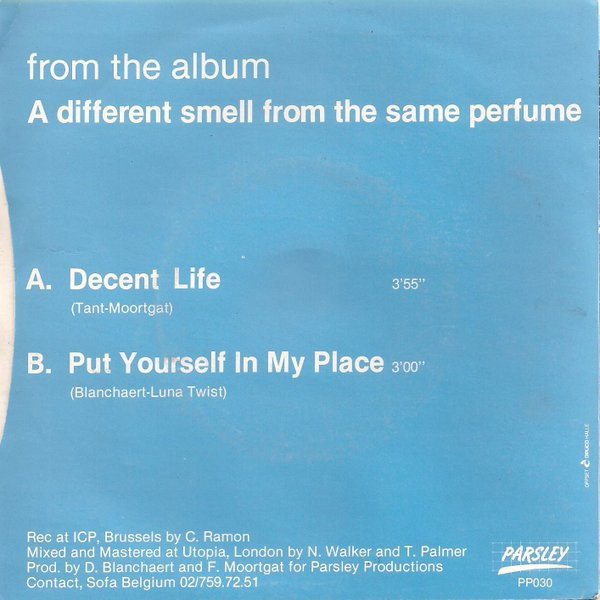 from the album
A different smell from the same perfume
A. Decent Life 3'55"
(Tant-Moortgat)
B. Put Yourself In My Place 3'00"
(Blanchaert-Luna Twist)
Rec at ICP, Brussels by C. Ramon
Mixed and Mastered at Utopia, London by N. Walker and T. Palmer
Prod. by D. Blanchaert and F. Moortgat for Parsley Productions
Contact, Sofa Belgium 02/759.72.51
PARSLEY
PP030
OFFSET
HALLE